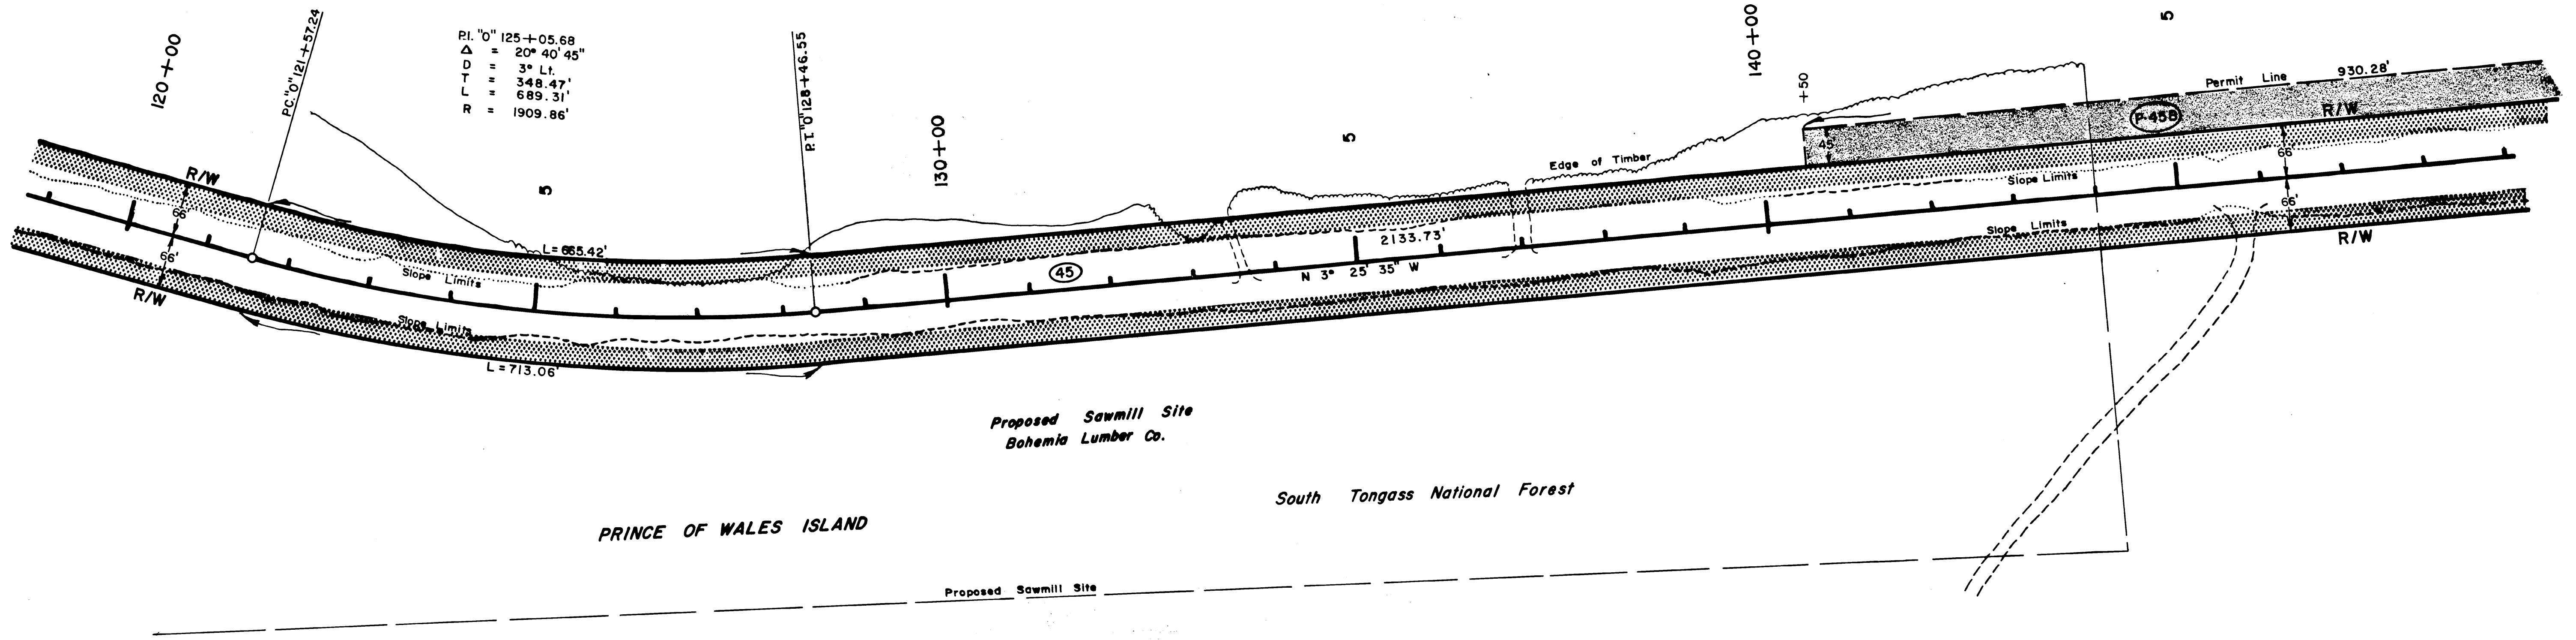 120+00
P.C. "O" 121+57.24
P.I. "O" 125+05.68
Δ = 20° 40' 45"
D = 3° Lt.
T = 348.47'
L = 689.31'
R = 1909.86'
P.T. "O" 128+46.55
130+00
140+00
+50
5
5
5
Permit Line
930.28'
P-45B
R/W
45'
66'
66'
Edge of Timber
Slope Limits
Slope Limits
R/W
R/W
66'
66'
R/W
L = 665.42'
Slope Limits
Slope Limits
L = 713.06'
45
2133.73'
N 3° 25' 35" W
Proposed Sawmill Site
Bohemia Lumber Co.
South Tongass National Forest
PRINCE OF WALES ISLAND
Proposed Sawmill Site